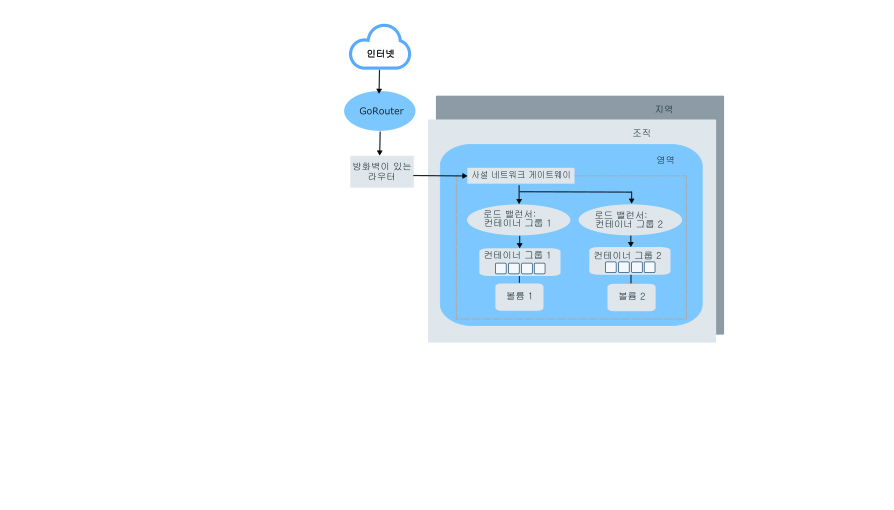 인터넷
GoRouter
방화벽이 있는
라우터
지역
조직
영역
사설 네트워크 게이트웨이
로드 밸런서:
컨테이너 그룹 1
로드 밸런서:
컨테이너 그룹 2
컨테이너 그룹 1
컨테이너 그룹 2
볼륨 1
볼륨 2